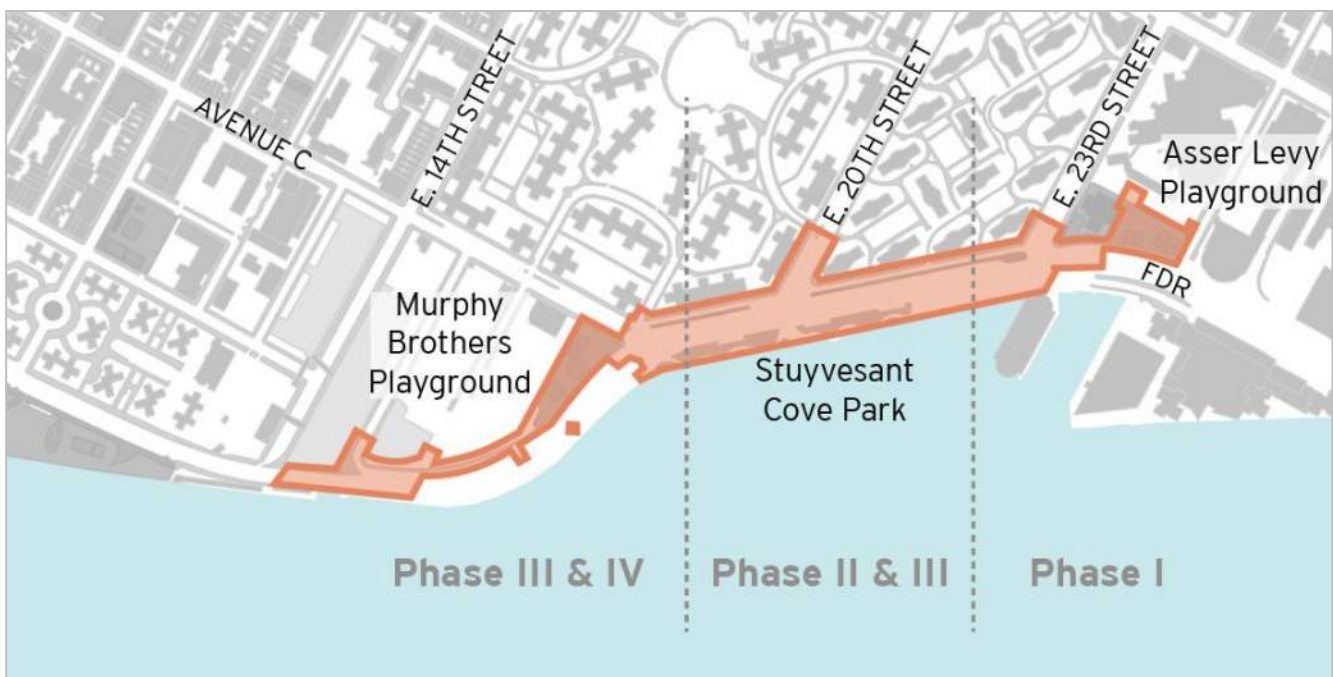 AVENUE C
E. 14TH STREET
E. 20TH STREET
E. 23RD STREET
Asser Levy
Playground
FDR
Murphy
Brothers
Playground
Stuyvesant
Cove Park
Phase III & IV
Phase II & III
Phase I